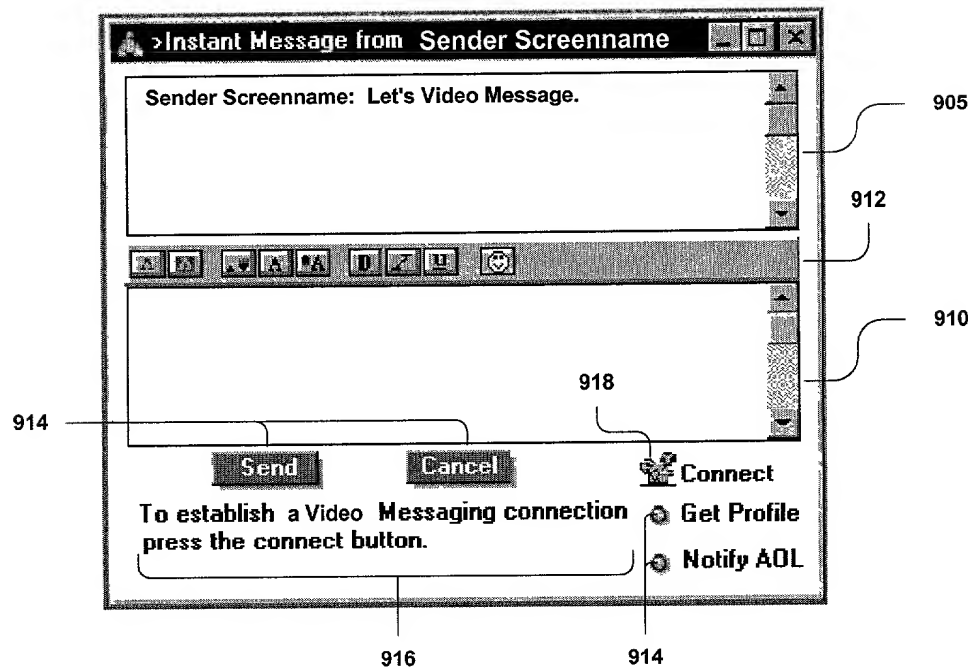 >Instant Message from Sender Screenname
Sender Screenname: Let's Video Message.
905
912
910
918
914
Send Cancel Connect
To establish a Video Messaging connection
press the connect button.
Get Profile
Notify AOL
916
914